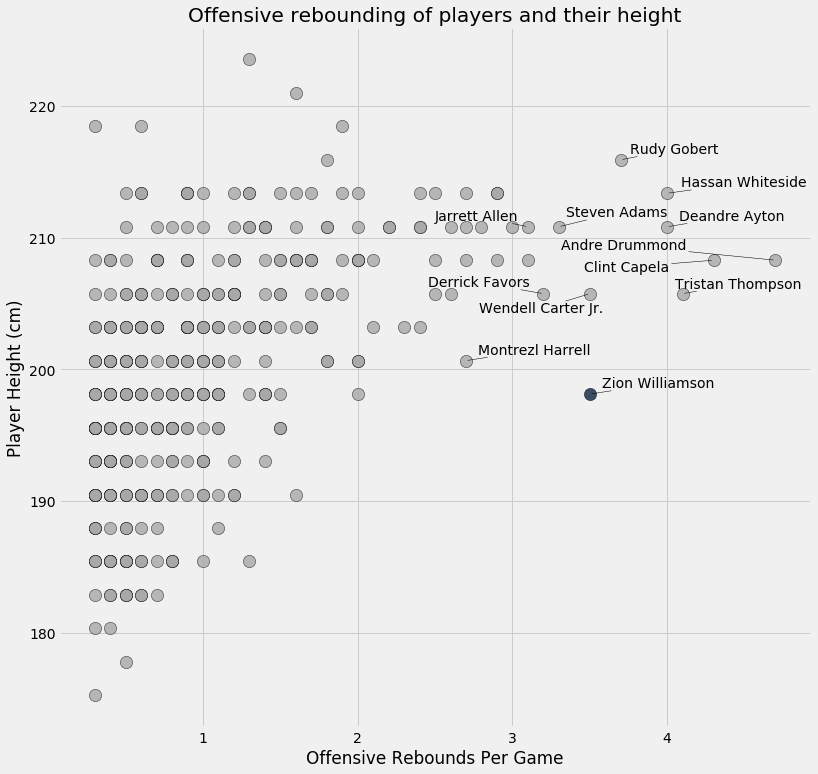 Offensive rebounding of players and their height
220
Rudy Gobert
Hassan Whiteside
Jarrett Allen
Steven Adams
Deandre Ayton
210
Andre Drummond
Clint Capela
Derrick Favors
Tristan Thompson
Wendell Carter Jr.
Montrezl Harrell
200
Zion Williamson
190
180
Player Height (cm)
1 2 3 4
Offensive Rebounds Per Game